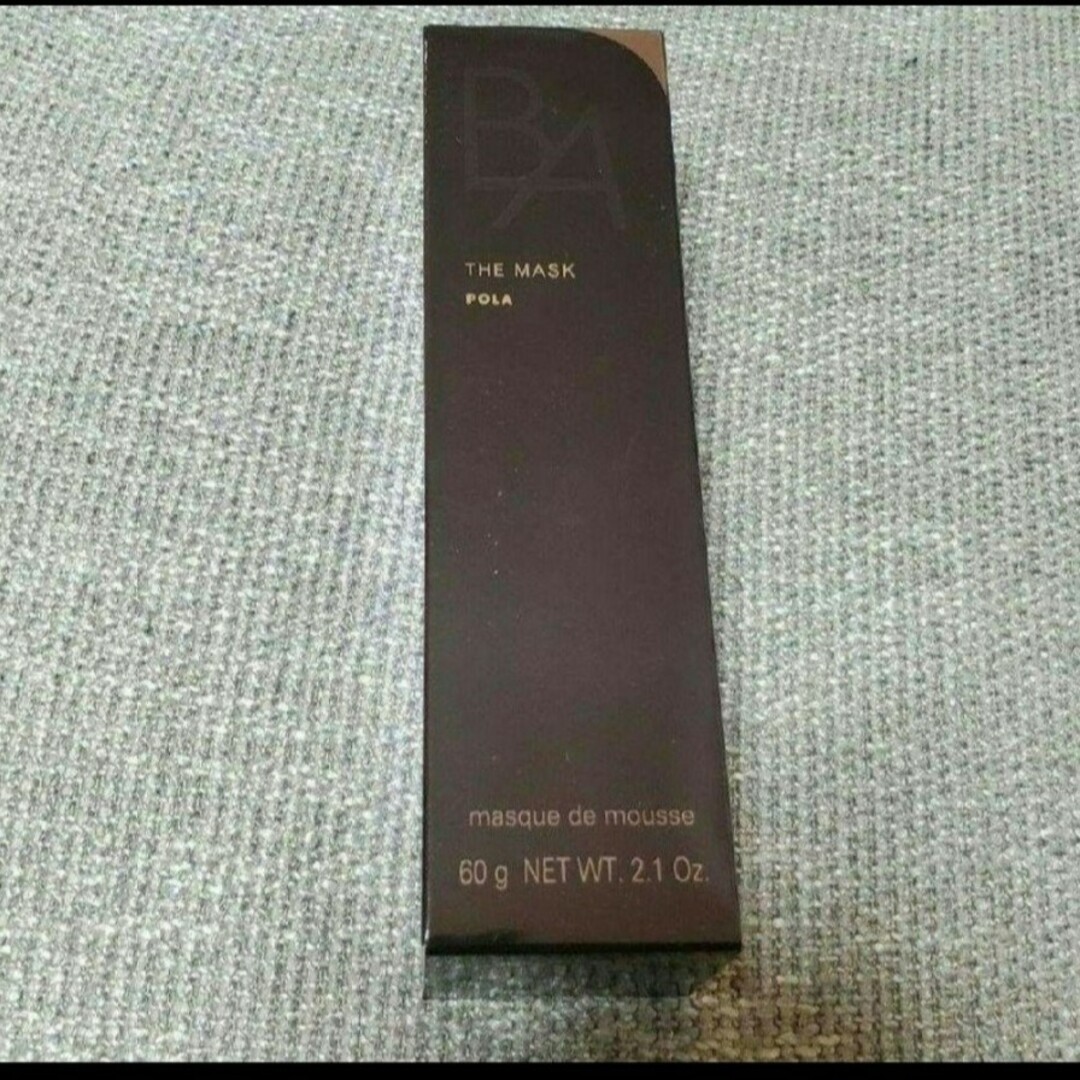 BA
THE MASK
POLA
masque de mousse
60 g NET WT. 2.1 Oz.